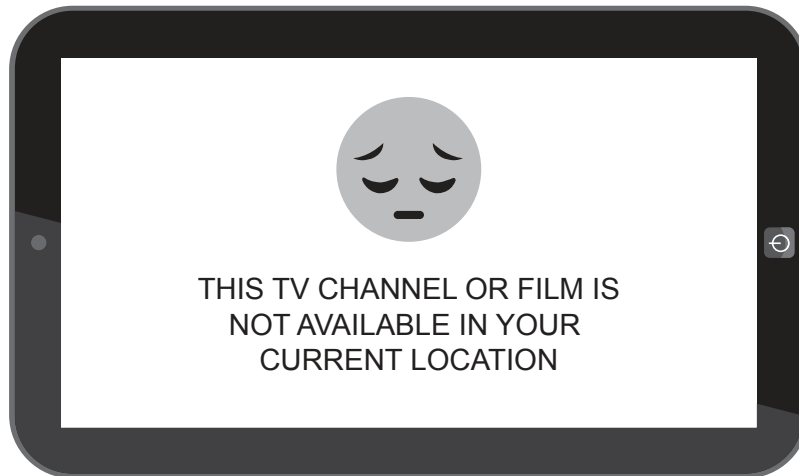 THIS TV CHANNEL OR FILM IS
NOT AVAILABLE IN YOUR
CURRENT LOCATION